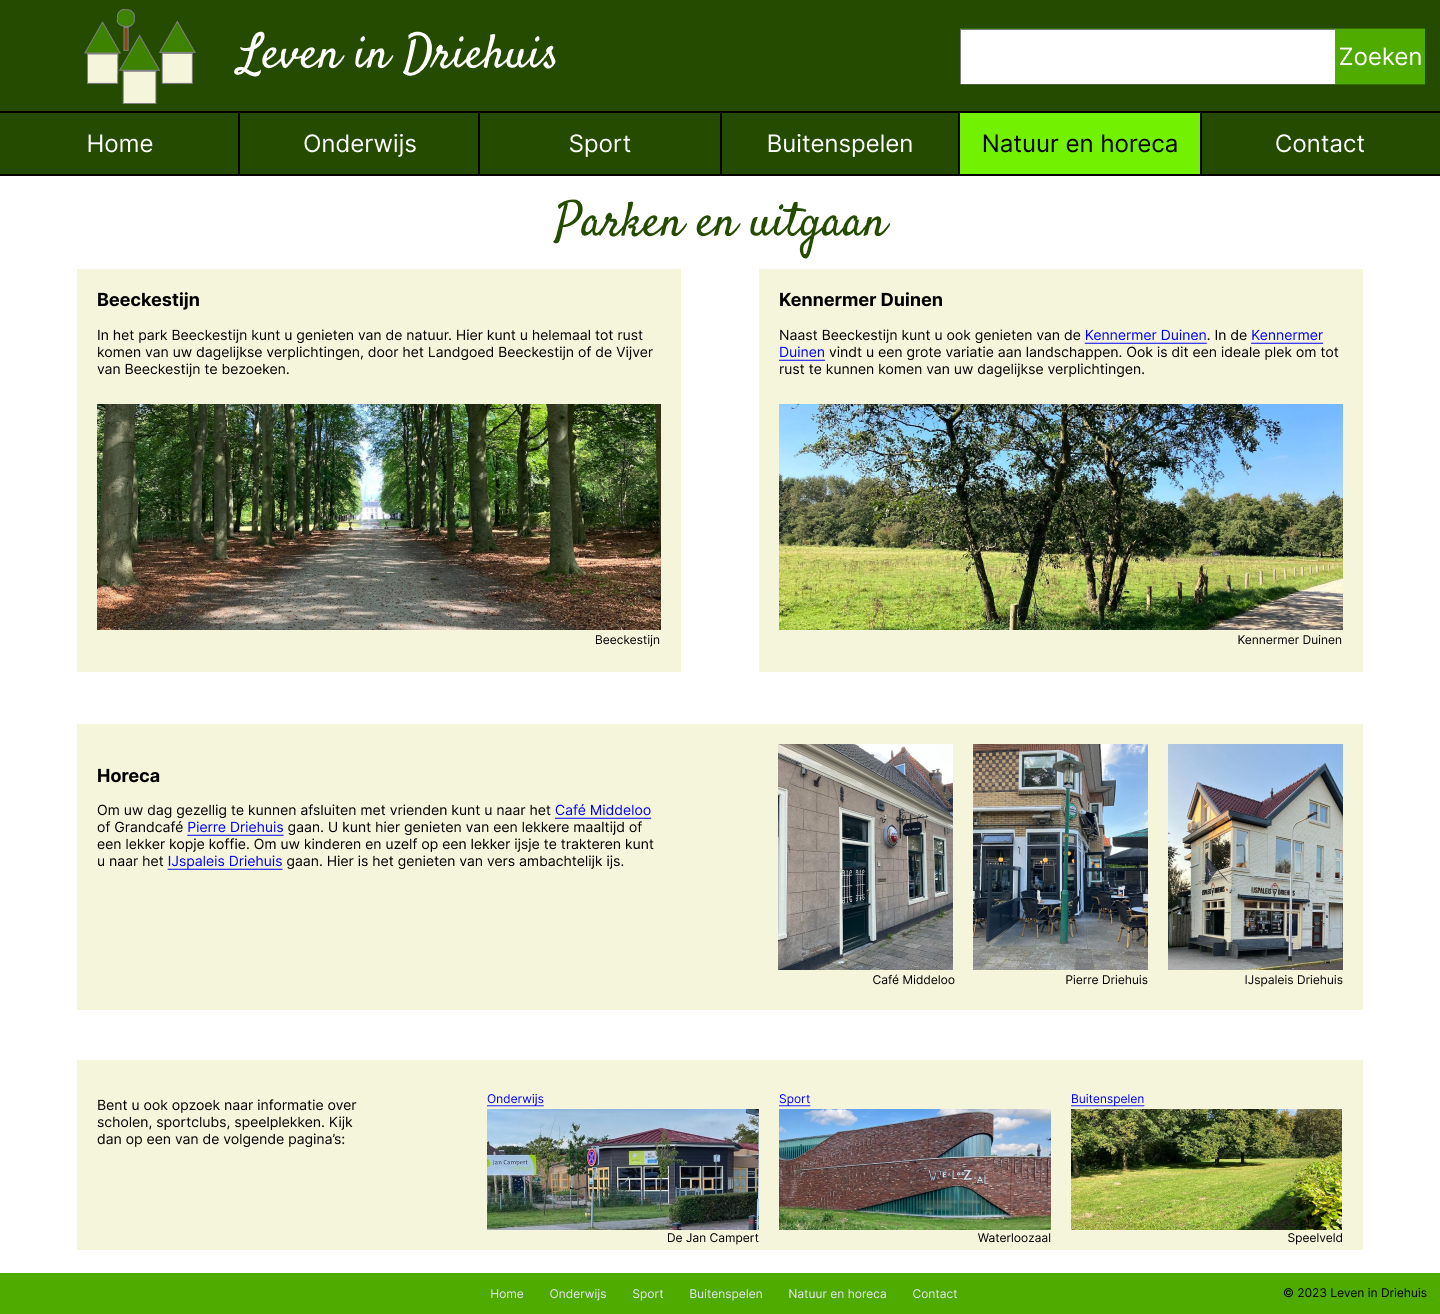 Leven in Driehuis
Zoeken
Home
Onderwijs
Sport
Buitenspelen
Natuur en horeca
Contact
Parken en uitgaan
Beeckestijn
In het park Beeckestijn kunt u genieten van de natuur. Hier kunt u helemaal tot rust
komen van uw dagelijkse verplichtingen, door het Landgoed Beeckestijn of de Vijver
van Beeckestijn te bezoeken.
Beeckestijn
Kennermer Duinen
Naast Beeckestijn kunt u ook genieten van de Kennermer Duinen. In de Kennermer
Duinen vindt u een grote variatie aan landschappen. Ook is dit een ideale plek om tot
rust te kunnen komen van uw dagelijkse verplichtingen.
Kennermer Duinen
Horeca
Om uw dag gezellig te kunnen afsluiten met vrienden kunt u naar het Café Middeloo
of Grandcafé Pierre Driehuis gaan. U kunt hier genieten van een lekkere maaltijd of
een lekker kopje koffie. Om uw kinderen en uzelf op een lekker ijsje te trakteren kunt
u naar het IJspaleis Driehuis gaan. Hier is het genieten van vers ambachtelijk ijs.
Café Middeloo
Pierre Driehuis
IJSPALEIS DRIEHUIS
IJspaleis Driehuis
Bent u ook opzoek naar informatie over
scholen, sportclubs, speelplekken. Kijk
dan op een van de volgende pagina's:
Onderwijs
Jan Campert
De Jan Campert
Sport
WATERLOOZAAL
Waterloozaal
Buitenspelen
Speelveld
Home
Onderwijs
Sport
Buitenspelen
Natuur en horeca
Contact
© 2023 Leven in Driehuis